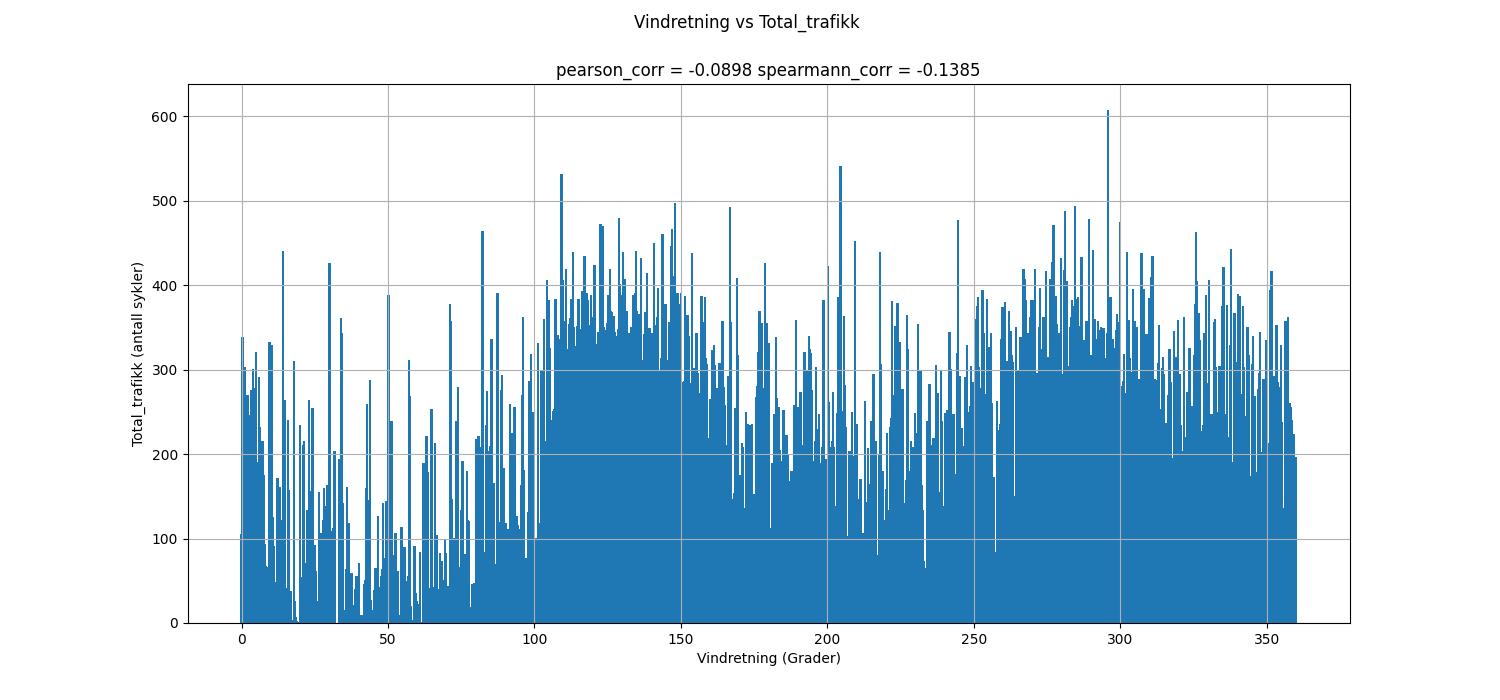 Vindretning vs Total_trafikk
pearson_corr = -0.0898 spearmann_corr = -0.1385
Total_trafikk (antall sykler)
600
500
400
300
200
100
0
0 50 100 150 200 250 300 350
Vindretning (Grader)